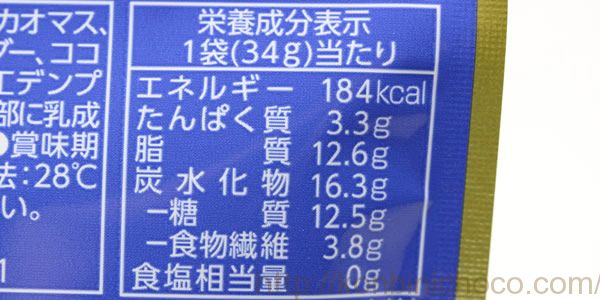 カオマス、
グー、ココ
エデンプ
部に乳成
●賞味期
法：28℃
い。
栄養成分表示
1袋(34g)当たり
エネルギー 184kcal
たんぱく質 3.3g
脂質 12.6g
炭水化物 16.3g
−糖質 12.5g
−食物繊維 3.8g
食塩相当量 0g